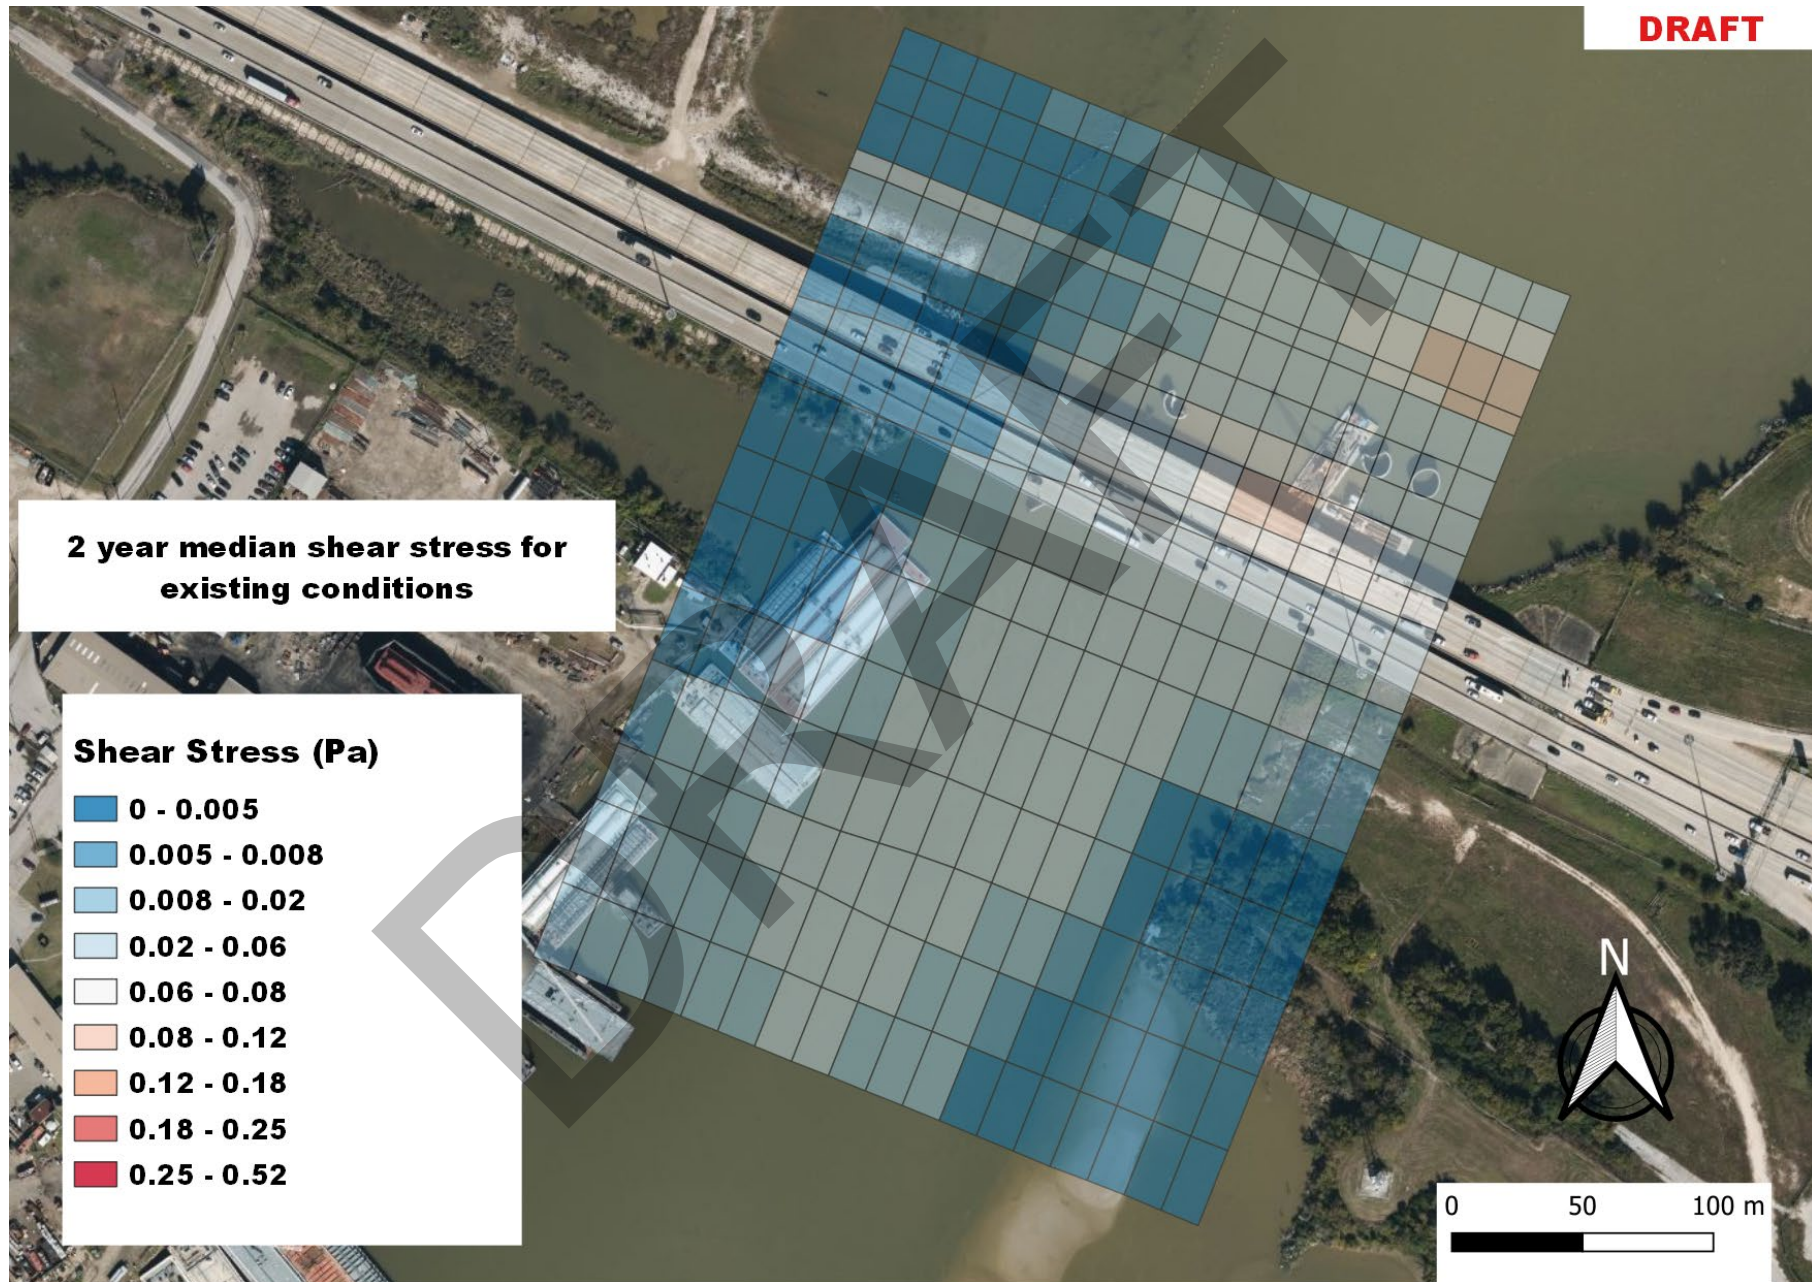 DRAFT
DRAFT
2 year median shear stress for
existing conditions
Shear Stress (Pa)
0 - 0.005
0.005 - 0.008
0.008 - 0.02
0.02 - 0.06
0.06 - 0.08
0.08 - 0.12
0.12 - 0.18
0.18 - 0.25
0.25 - 0.52
N
0 50 100 m